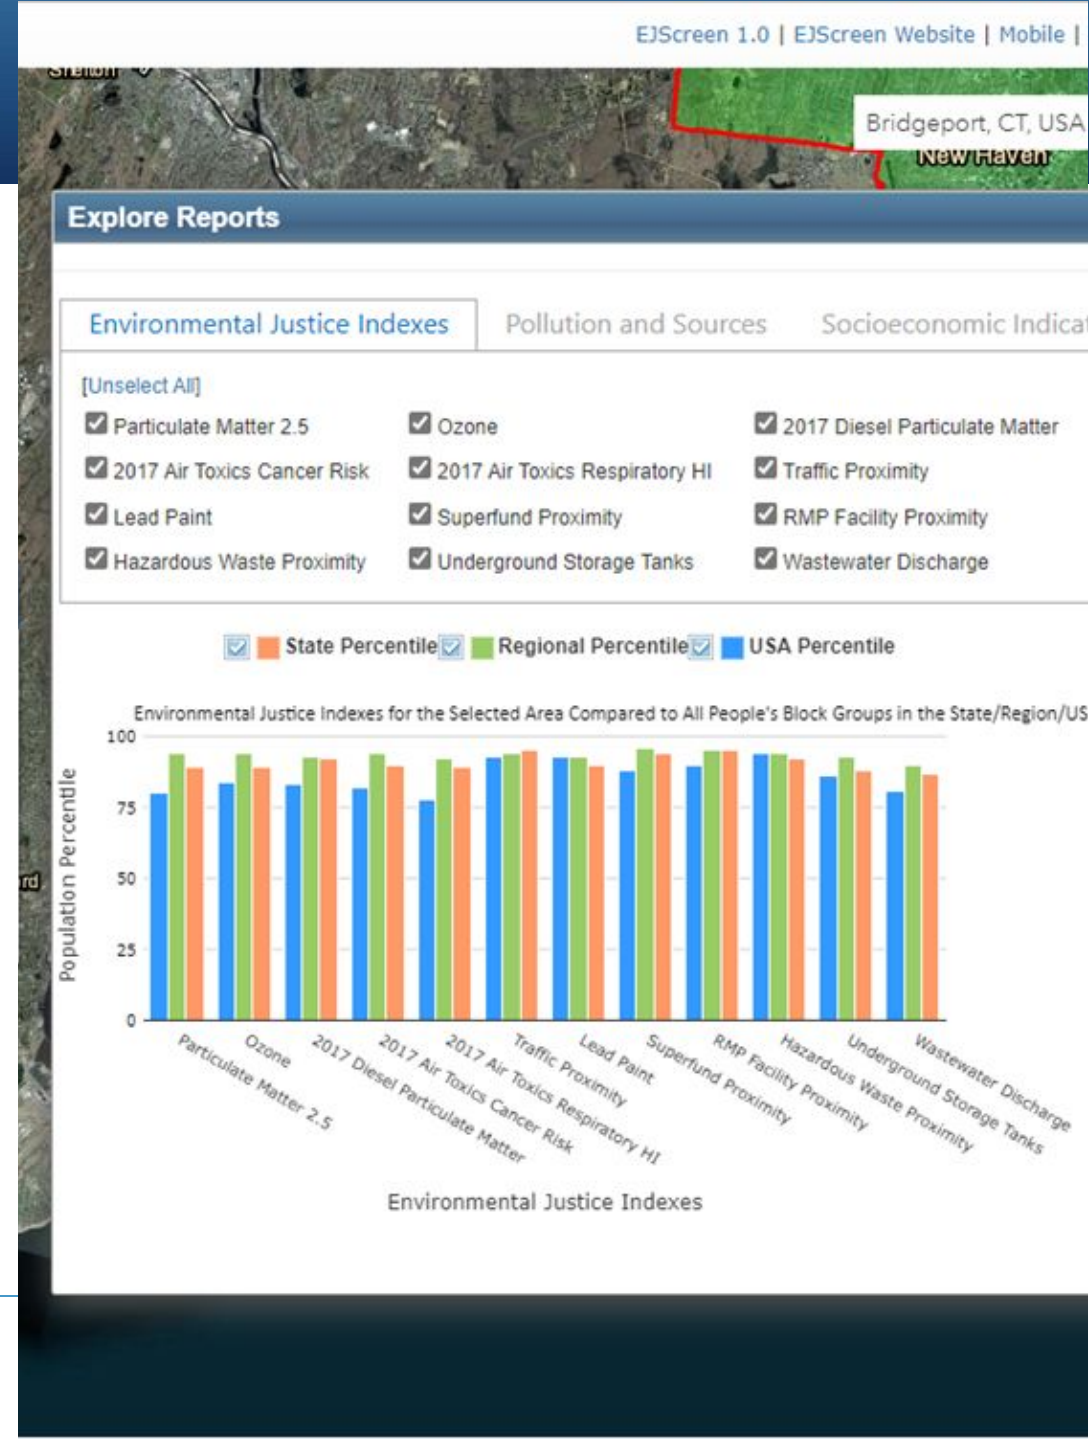 EJScreen 1.0 | EJScreen Website | Mobile |
Shelton
Bridgeport, CT, USA
New Haven
Explore Reports
Environmental Justice Indexes Pollution and Sources Socioeconomic Indicat
[Unselect All]
Particulate Matter 2.5 Ozone 2017 Diesel Particulate Matter
2017 Air Toxics Cancer Risk 2017 Air Toxics Respiratory HI Traffic Proximity
Lead Paint Superfund Proximity RMP Facility Proximity
Hazardous Waste Proximity Underground Storage Tanks Wastewater Discharge
State Percentile Regional Percentile USA Percentile
Environmental Justice Indexes for the Selected Area Compared to All People's Block Groups in the State/Region/US
Population Percentile
100
75
50
25
0
rd
Particulate Matter 2.5
Ozone
2017 Diesel Particulate Matter
2017 Air Toxics Cancer Risk
2017 Air Toxics Respiratory HI
Traffic Proximity
Lead Paint
Superfund Proximity
RMP Facility Proximity
Hazardous Waste Proximity
Underground Storage Tanks
Wastewater Discharge
Environmental Justice Indexes